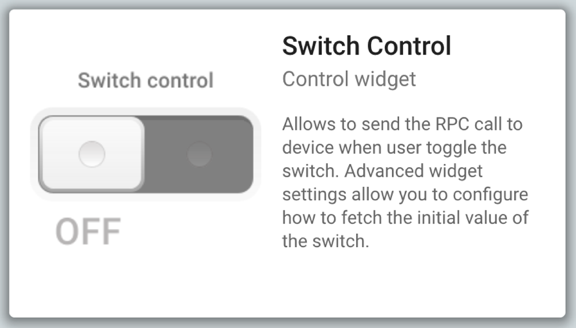 Switch Control
Control widget
Switch control
OFF
Allows to send the RPC call to
device when user toggle the
switch. Advanced widget
settings allow you to configure
how to fetch the initial value of
the switch.